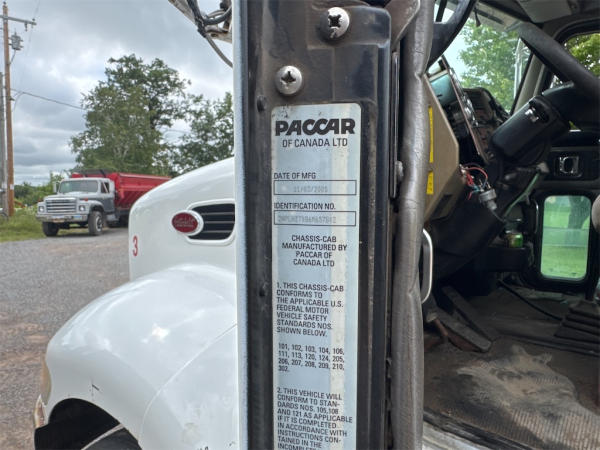 PACCAR
OF CANADA LTD
DATE OF MFG
11/03/2005
IDENTIFICATION NO.
CHASSIS-CAB
MANUFACTURED BY
PACCAR OF
CANADA LTD
1. THIS CHASSIS-CAB
CONFORMS TO
THE APPLICABLE U.S.
FEDERAL MOTOR
VEHICLE SAFETY
STANDARDS NOS.
SHOWN BELOW.
101, 102, 103, 104, 106,
111, 113, 120, 124, 205,
206, 207, 208, 209, 210,
302.
2. THIS VEHICLE WILL
CONFORM TO STAN-
DARDS NOS. 105,108
AND 121 AS APPLICABLE
IF IT IS COMPLETED
IN ACCORDANCE WITH
INSTRUCTIONS CON-
TAINED IN THE
3